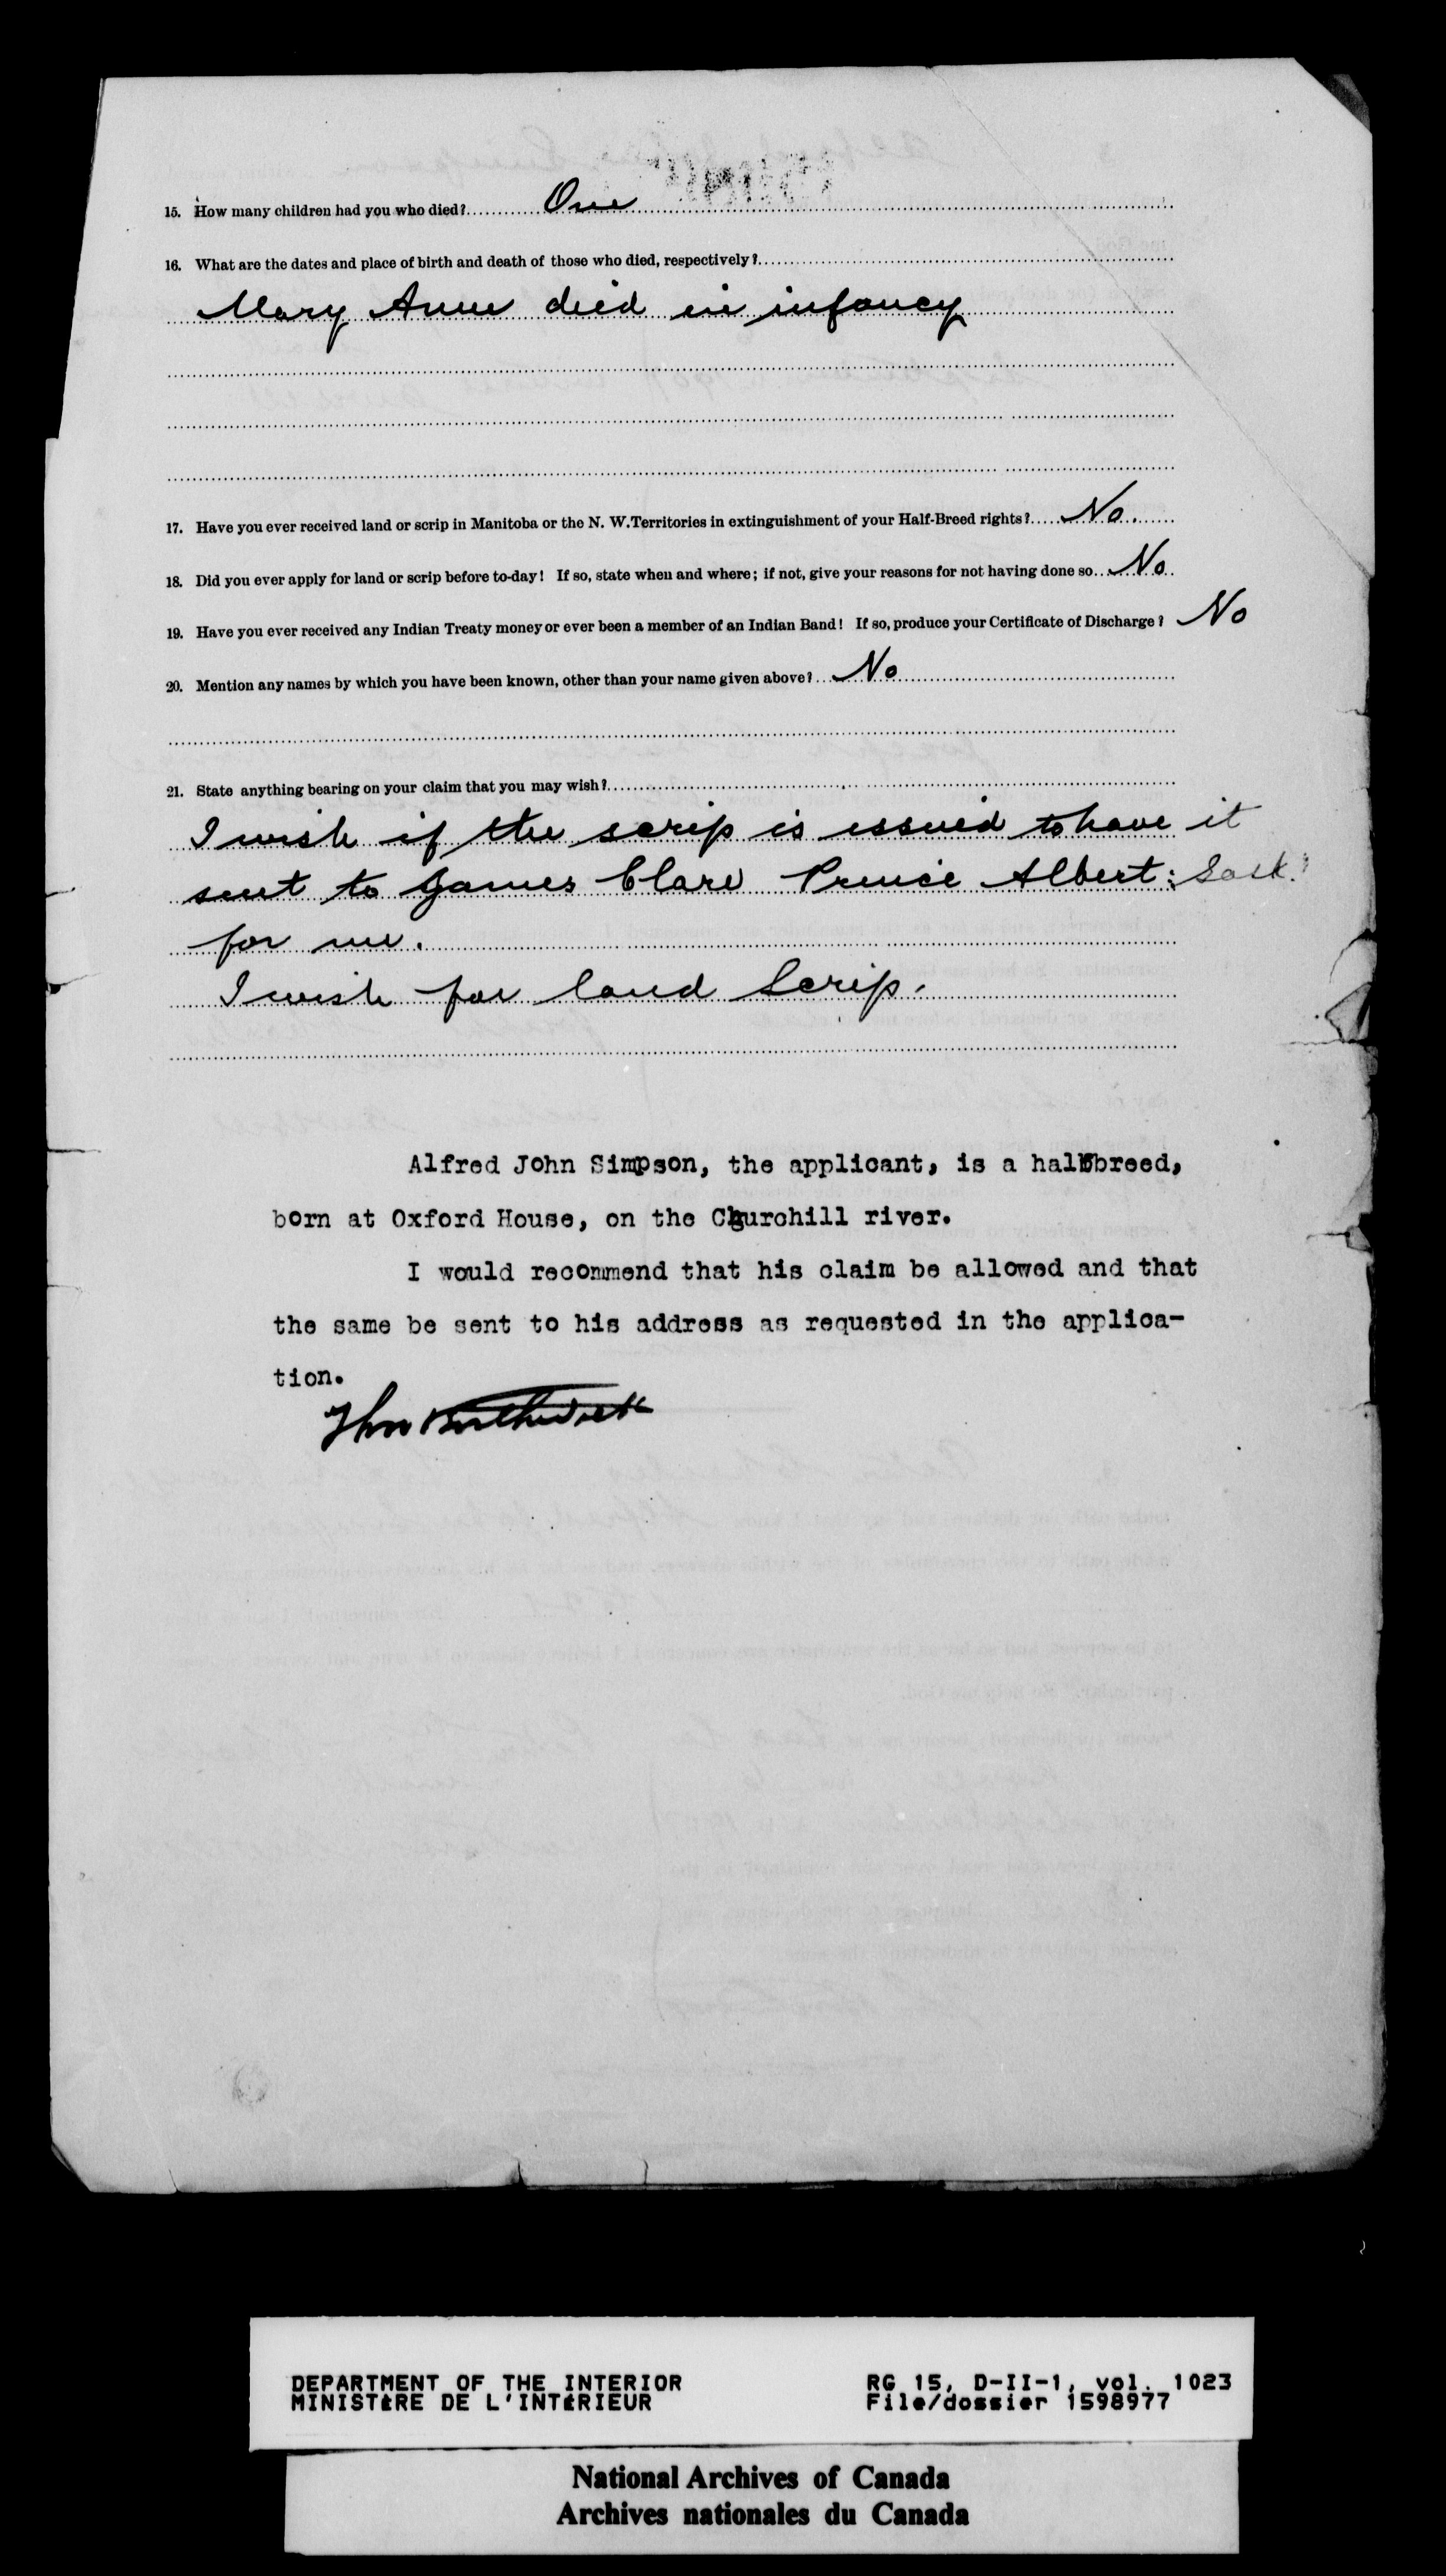 15. How many children had you who died? One
16. What are the dates and place of birth and death of those who died, respectively?
Mary Anne died in infancy
17. Have you ever received land or scrip in Manitoba or the N. W. Territories in extinguishment of your Half-Breed rights? No.
18. Did you ever apply for land or scrip before to-day! If so, state when and where; if not, give your reasons for not having done so No
19. Have you ever received any Indian Treaty money or ever been a member of an Indian Band! If so, produce your Certificate of Discharge? No
20. Mention any names by which you have been known, other than your name given above? No
21. State anything bearing on your claim that you may wish?
I wish if the scrip is issued to have it
sent to James Clare Prince Albert: Sask.
for me.
I wish for land Scrip.
Alfred John Simpson, the applicant, is a halfbreed,
born at Oxford House, on the Churchill river.
I would recommend that his claim be allowed and that
the same be sent to his address as requested in the applica-
tion.
DEPARTMENT OF THE INTERIOR RG 15, D-II-1, vol. 1023
MINISTÈRE DE L'INTÉRIEUR File/dossier 1598977
National Archives of Canada
Archives nationales du Canada